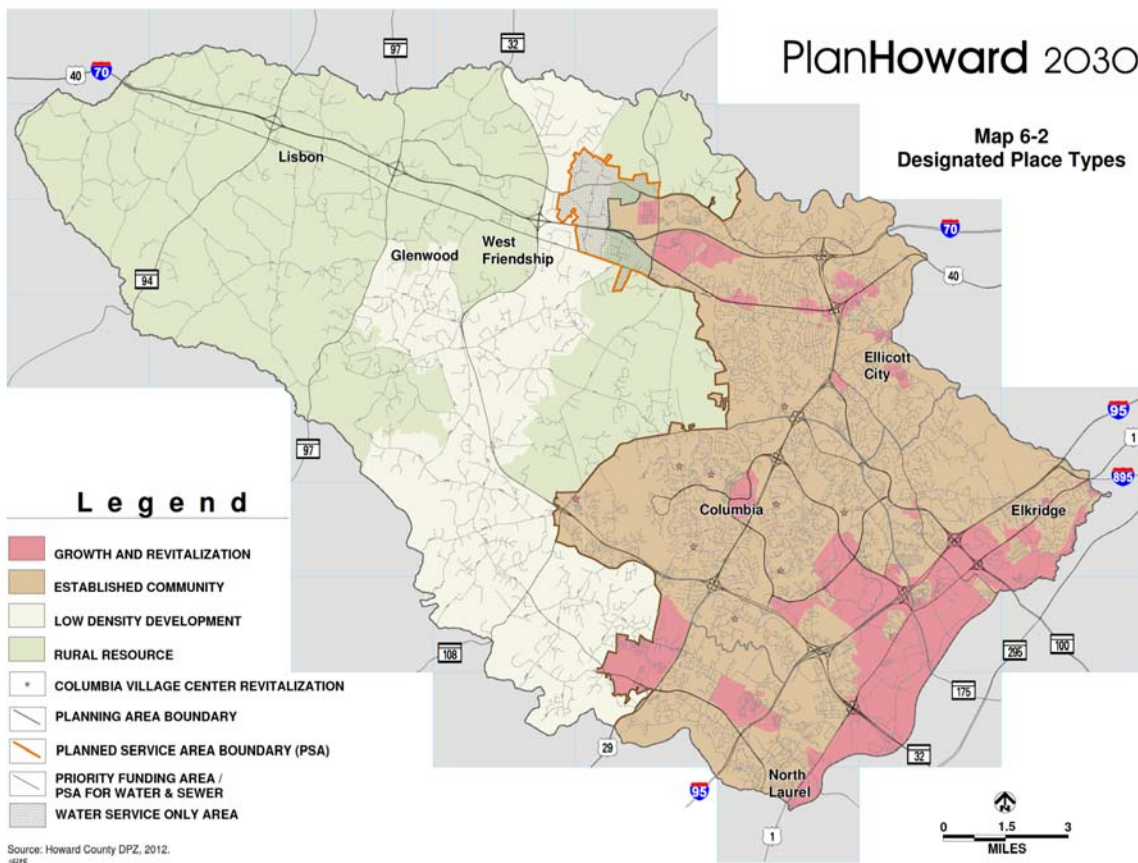 PlanHoward 2030
Map 6-2
Designated Place Types
40
70
97
32
Lisbon
94
Glenwood
West
Friendship
70
40
Ellicott
City
95
1
895
97
Columbia
Elkridge
108
29
95
1
North
Laurel
32
175
295
100
Legend
GROWTH AND REVITALIZATION
ESTABLISHED COMMUNITY
LOW DENSITY DEVELOPMENT
RURAL RESOURCE
COLUMBIA VILLAGE CENTER REVITALIZATION
PLANNING AREA BOUNDARY
PLANNED SERVICE AREA BOUNDARY (PSA)
PRIORITY FUNDING AREA /
PSA FOR WATER & SEWER
WATER SERVICE ONLY AREA
0 1.5 3
MILES
Source: Howard County DPZ, 2012.